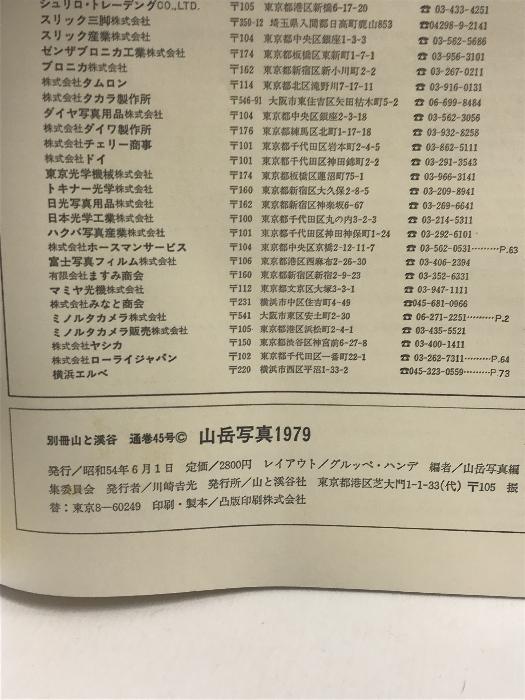 シュリロ・トレーディングCO.,LTD. 〒105 東京都港区新橋6-17-20 ☎ 03-433-4251
スリック三脚株式会社 〒350-12 埼玉県入間郡日高町鹿山853 ☎04298-9-2141
スリック産業株式会社 〒104 東京都中央区銀座1-3-3 ☎ 03-562-5686
ゼンザブロニカ工業株式会社 〒174 東京都板橋区東新町1-7-1 ☎ 03-956-3101
ブロニカ株式会社 〒162 東京都新宿区新小川町2-2 ☎ 03-267-0211
株式会社タムロン 〒114 東京都北区滝野川7-17-11 ☎ 03-916-0131
株式会社タカラ製作所 〒546-91 大阪市東住吉区矢田枯木町5-2 ☎ 06-699-8484
ダイヤ写真用品株式会社 〒104 東京都中央区銀座2-3-18 ☎ 03-562-3056
株式会社ダイワ製作所 〒176 東京都練馬区北町1-17-18 ☎ 03-932-8258
株式会社チェリー商事 〒101 東京都千代田区岩本町2-4-5 ☎ 03-862-5111
株式会社ドイ 〒101 東京都千代田区神田錦町2-2 ☎ 03-291-3543
東京光学機械株式会社 〒174 東京都板橋区蓮沼町75-1 ☎ 03-966-3141
トキナー光学株式会社 〒160 東京都新宿区大久保2-8-5 ☎ 03-209-8941
日光写真用品株式会社 〒162 東京都新宿区神楽坂6-67 ☎ 03-269-6641
日本光学工業株式会社 〒100 東京都千代田区丸の内3-2-3 ☎ 03-214-5311
ハクバ写真産業株式会社 〒101 東京都千代田区神田神保町1-24 ☎ 03-292-6101
株式会社ホースマンサービス 〒104 東京都中央区京橋2-12-11-7 ☎ 03-562-0531………P.63
富士写真フイルム株式会社 〒106 東京都港区西麻布2-26-30 ☎ 03-406-2394
有限会社ますみ商会 〒160 東京都新宿区新宿2-9-23 ☎ 03-352-6331
マミヤ光機株式会社 〒112 東京都文京区大塚3-3-1 ☎ 03-947-1111
株式会社みなと商会 〒231 横浜市中区住吉町4-49 ☎045-681-0966
ミノルタカメラ株式会社 〒541 大阪市東区安土町2-30 ☎ 06-271-2251………P.2
ミノルタカメラ販売株式会社 〒105 東京都港区浜松町2-4-1 ☎ 03-435-5521
株式会社ヤシカ 〒150 東京都渋谷区神宮前6-27-8 ☎ 03-400-1411
株式会社ローライジャパン 〒102 東京都千代田区一番町22-1 ☎ 03-262-7311………P.64
横浜エルベ 〒220 横浜市西区平沼1-33-2 ☎045-323-0559………P.73
別冊山と溪谷 通巻45号© 山岳写真1979
発行／昭和54年6月1日 定価／2800円 レイアウト／グルッペ・ハンデ 編者／山岳写真編
集委員会 発行者／川崎吉光 発行所／山と溪谷社 東京都港区芝大門1-1-33(代) 〒105 振
替：東京8—60249 印刷・製本／凸版印刷株式会社